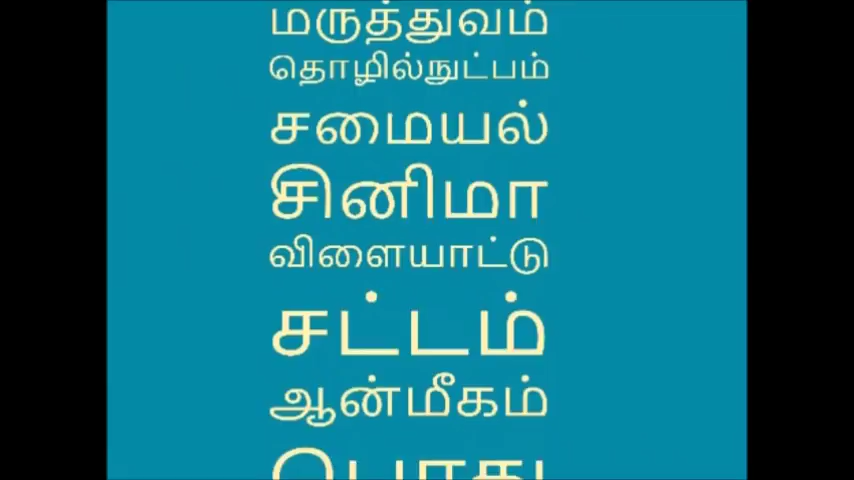 மருத்துவம்
தொழில்நுட்பம்
சமையல்
சினிமா
விளையாட்டு
சட்டம்
ஆன்மீகம்
பொது